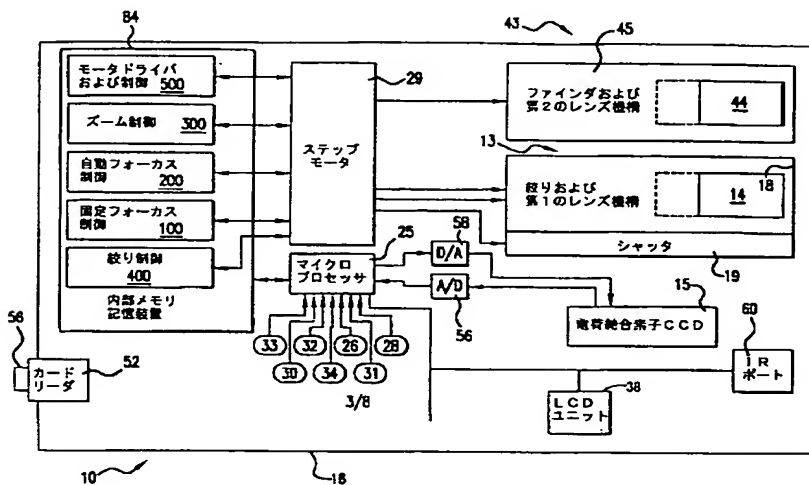 84
43
45
モータドライバ
および制御 500
29
ファインダおよび
第2のレンズ機構
44
ズーム制御 300
ステップ
モータ
13
自動フォーカス
制御 200
絞りおよび
第1のレンズ機構
14
18
固定フォーカス
制御 100
25
58
シャッタ
絞り制御
400
マイクロ
プロセッサ
D/A
A/D
19
内部メモリ
記憶装置
56
15
電荷結合素子CCD
60
33
32
26
28
30
34
31
56
カード
リーダ
52
3/8
IR
ポート
LCD
ユニット
38
10
18